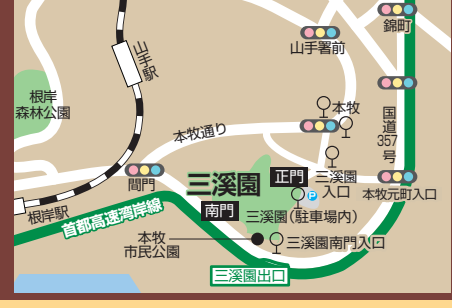 錦町
山手署前
山手駅
根岸
森林公園
本牧
本牧通り
国道357号
間門
三溪園
正門
P
三溪園
入口
本牧元町入口
根岸駅
首都高速湾岸線
南門
三溪園(駐車場内)
本牧
市民公園
三溪園南門入口
三溪園出口